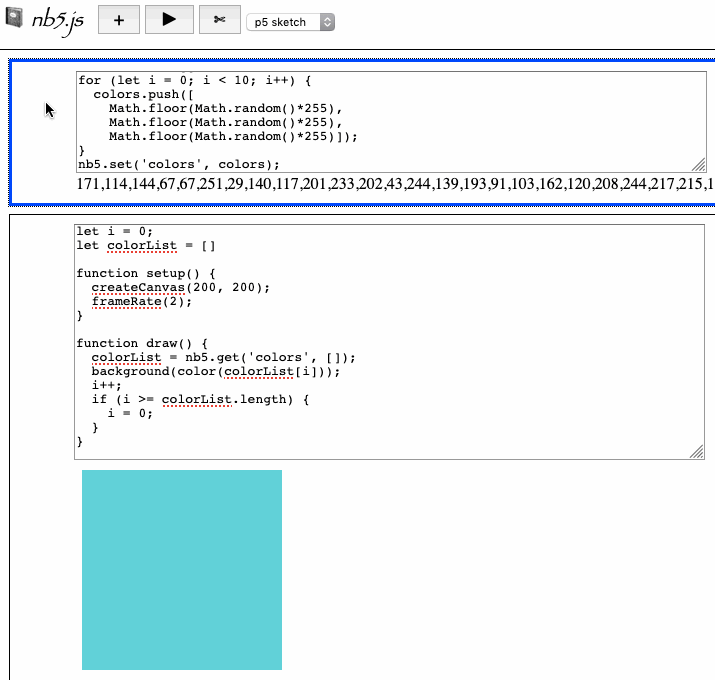 nb5.js + ▶ ✂ p5 sketch
for (let i = 0; i < 10; i++) {
  colors.push([
    Math.floor(Math.random()*255),
    Math.floor(Math.random()*255),
    Math.floor(Math.random()*255)]);
}
nb5.set('colors', colors);
171,114,144,67,67,251,29,140,117,201,233,202,43,244,139,193,91,103,162,120,208,244,217,215,1
let i = 0;
let colorList = []

function setup() {
  createCanvas(200, 200);
  frameRate(2);
}

function draw() {
  colorList = nb5.get('colors', []);
  background(color(colorList[i]));
  i++;
  if (i >= colorList.length) {
    i = 0;
  }
}